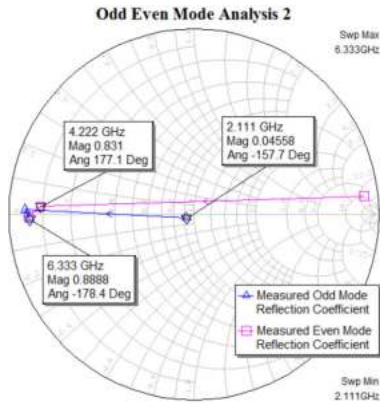 Odd Even Mode Analysis 2
Swp Max
6.333GHz
4.222 GHz
Mag 0.831
Ang 177.1 Deg
2.111 GHz
Mag 0.04558
Ang -157.7 Deg
6.333 GHz
Mag 0.8888
Ang -178.4 Deg
Measured Odd Mode
Reflection Coefficient
Measured Even Mode
Reflection Coefficient
Swp Min
2.111GHz